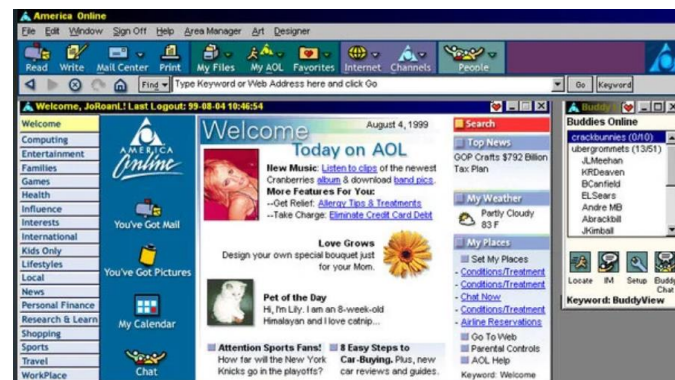 America Online
File Edit Window Sign Off Help Area Manager Art Designer
Read Write Mail Center Print My Files My AOL Favorites Internet Channels People
Find Type Keyword or Web Address here and click Go Go Keyword
Welcome, JoRoanL! Last Logout: 99-08-04 10:46:54
Welcome
Computing
Entertainment
Families
Games
Health
Influence
Interests
International
Kids Only
Lifestyles
Local
News
Personal Finance
Research & Learn
Shopping
Sports
Travel
WorkPlace
AMERICA
Online
You've Got Mail
You've Got Pictures
My Calendar
Chat
Welcome
August 4, 1999
Today on AOL
New Music: Listen to clips of the newest
Cranberries album & download band pics.
More Features For You:
--Get Relief: Allergy Tips & Treatments
--Take Charge: Eliminate Credit Card Debt
Love Grows
Design your own special bouquet just
for your Mom.
Pet of the Day
Hi, I'm Lily. I am an 8-week-old
Himalayan and I love catnip...
Attention Sports Fans!
How far will the New York
Knicks go in the playoffs?
8 Easy Steps to
Car-Buying. Plus, new
car reviews and guides.
Search
Top News
GOP Crafts $792 Billion
Tax Plan
My Weather
Partly Cloudy
83 F
My Places
Set My Places
- Conditions/Treatment
- Conditions/Treatment
- Chat Now
- Conditions/Treatment
- Airline Reservations
Go To Web
Parental Controls
AOL Help
Keyword: Welcome
Buddy
Buddies Online
crackbunnies (0/10)
ubergrommets (13/51)
JLMeehan
KRDeaven
BCanfield
ELSears
Andre MB
Abrackbill
JKimball
Locate IM Setup Buddy
Chat
Keyword: BuddyView